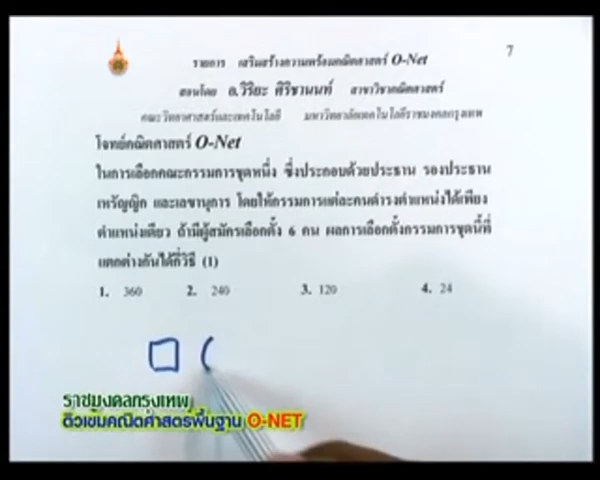 7
รายการ เสริมสร้างความพร้อมคณิตศาสตร์ O-Net
สอนโดย อ.วิริยะ ศิริชานนท์ สาขาวิชาคณิตศาสตร์
คณะวิทยาศาสตร์และเทคโนโลยี มหาวิทยาลัยเทคโนโลยีราชมงคลกรุงเทพ
โจทย์คณิตศาสตร์ O-Net
ในการเลือกคณะกรรมการชุดหนึ่ง ซึ่งประกอบด้วยประธาน รองประธาน
เหรัญญิก และเลขานุการ โดยให้กรรมการแต่ละคนดำรงตำแหน่งได้เพียง
ตำแหน่งเดียว ถ้ามีผู้สมัครเลือกตั้ง 6 คน ผลการเลือกตั้งกรรมการชุดนี้ที่
แตกต่างกันได้กี่วิธี (1)
1. 360 2. 240 3. 120 4. 24
ราชมงคลกรุงเทพ
ติวเข้มคณิตศาสตร์พื้นฐาน O-NET